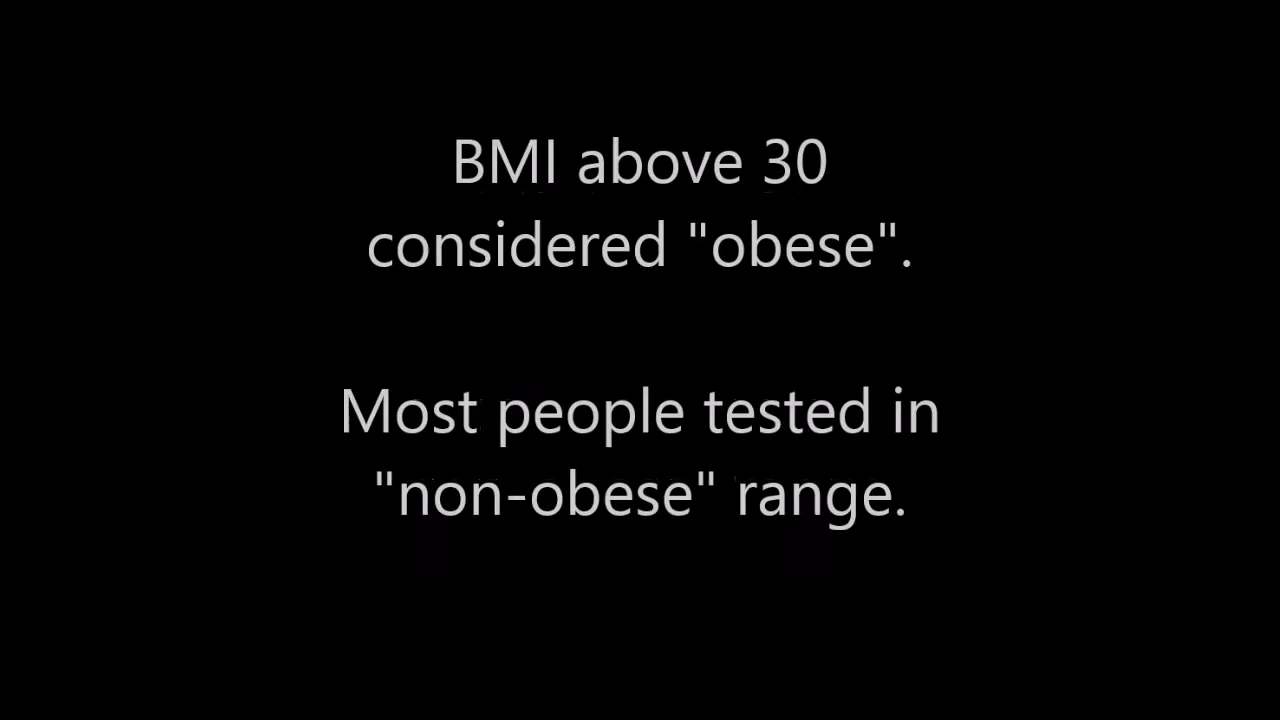 BMI above 30
considered "obese".
Most people tested in
"non-obese" range.